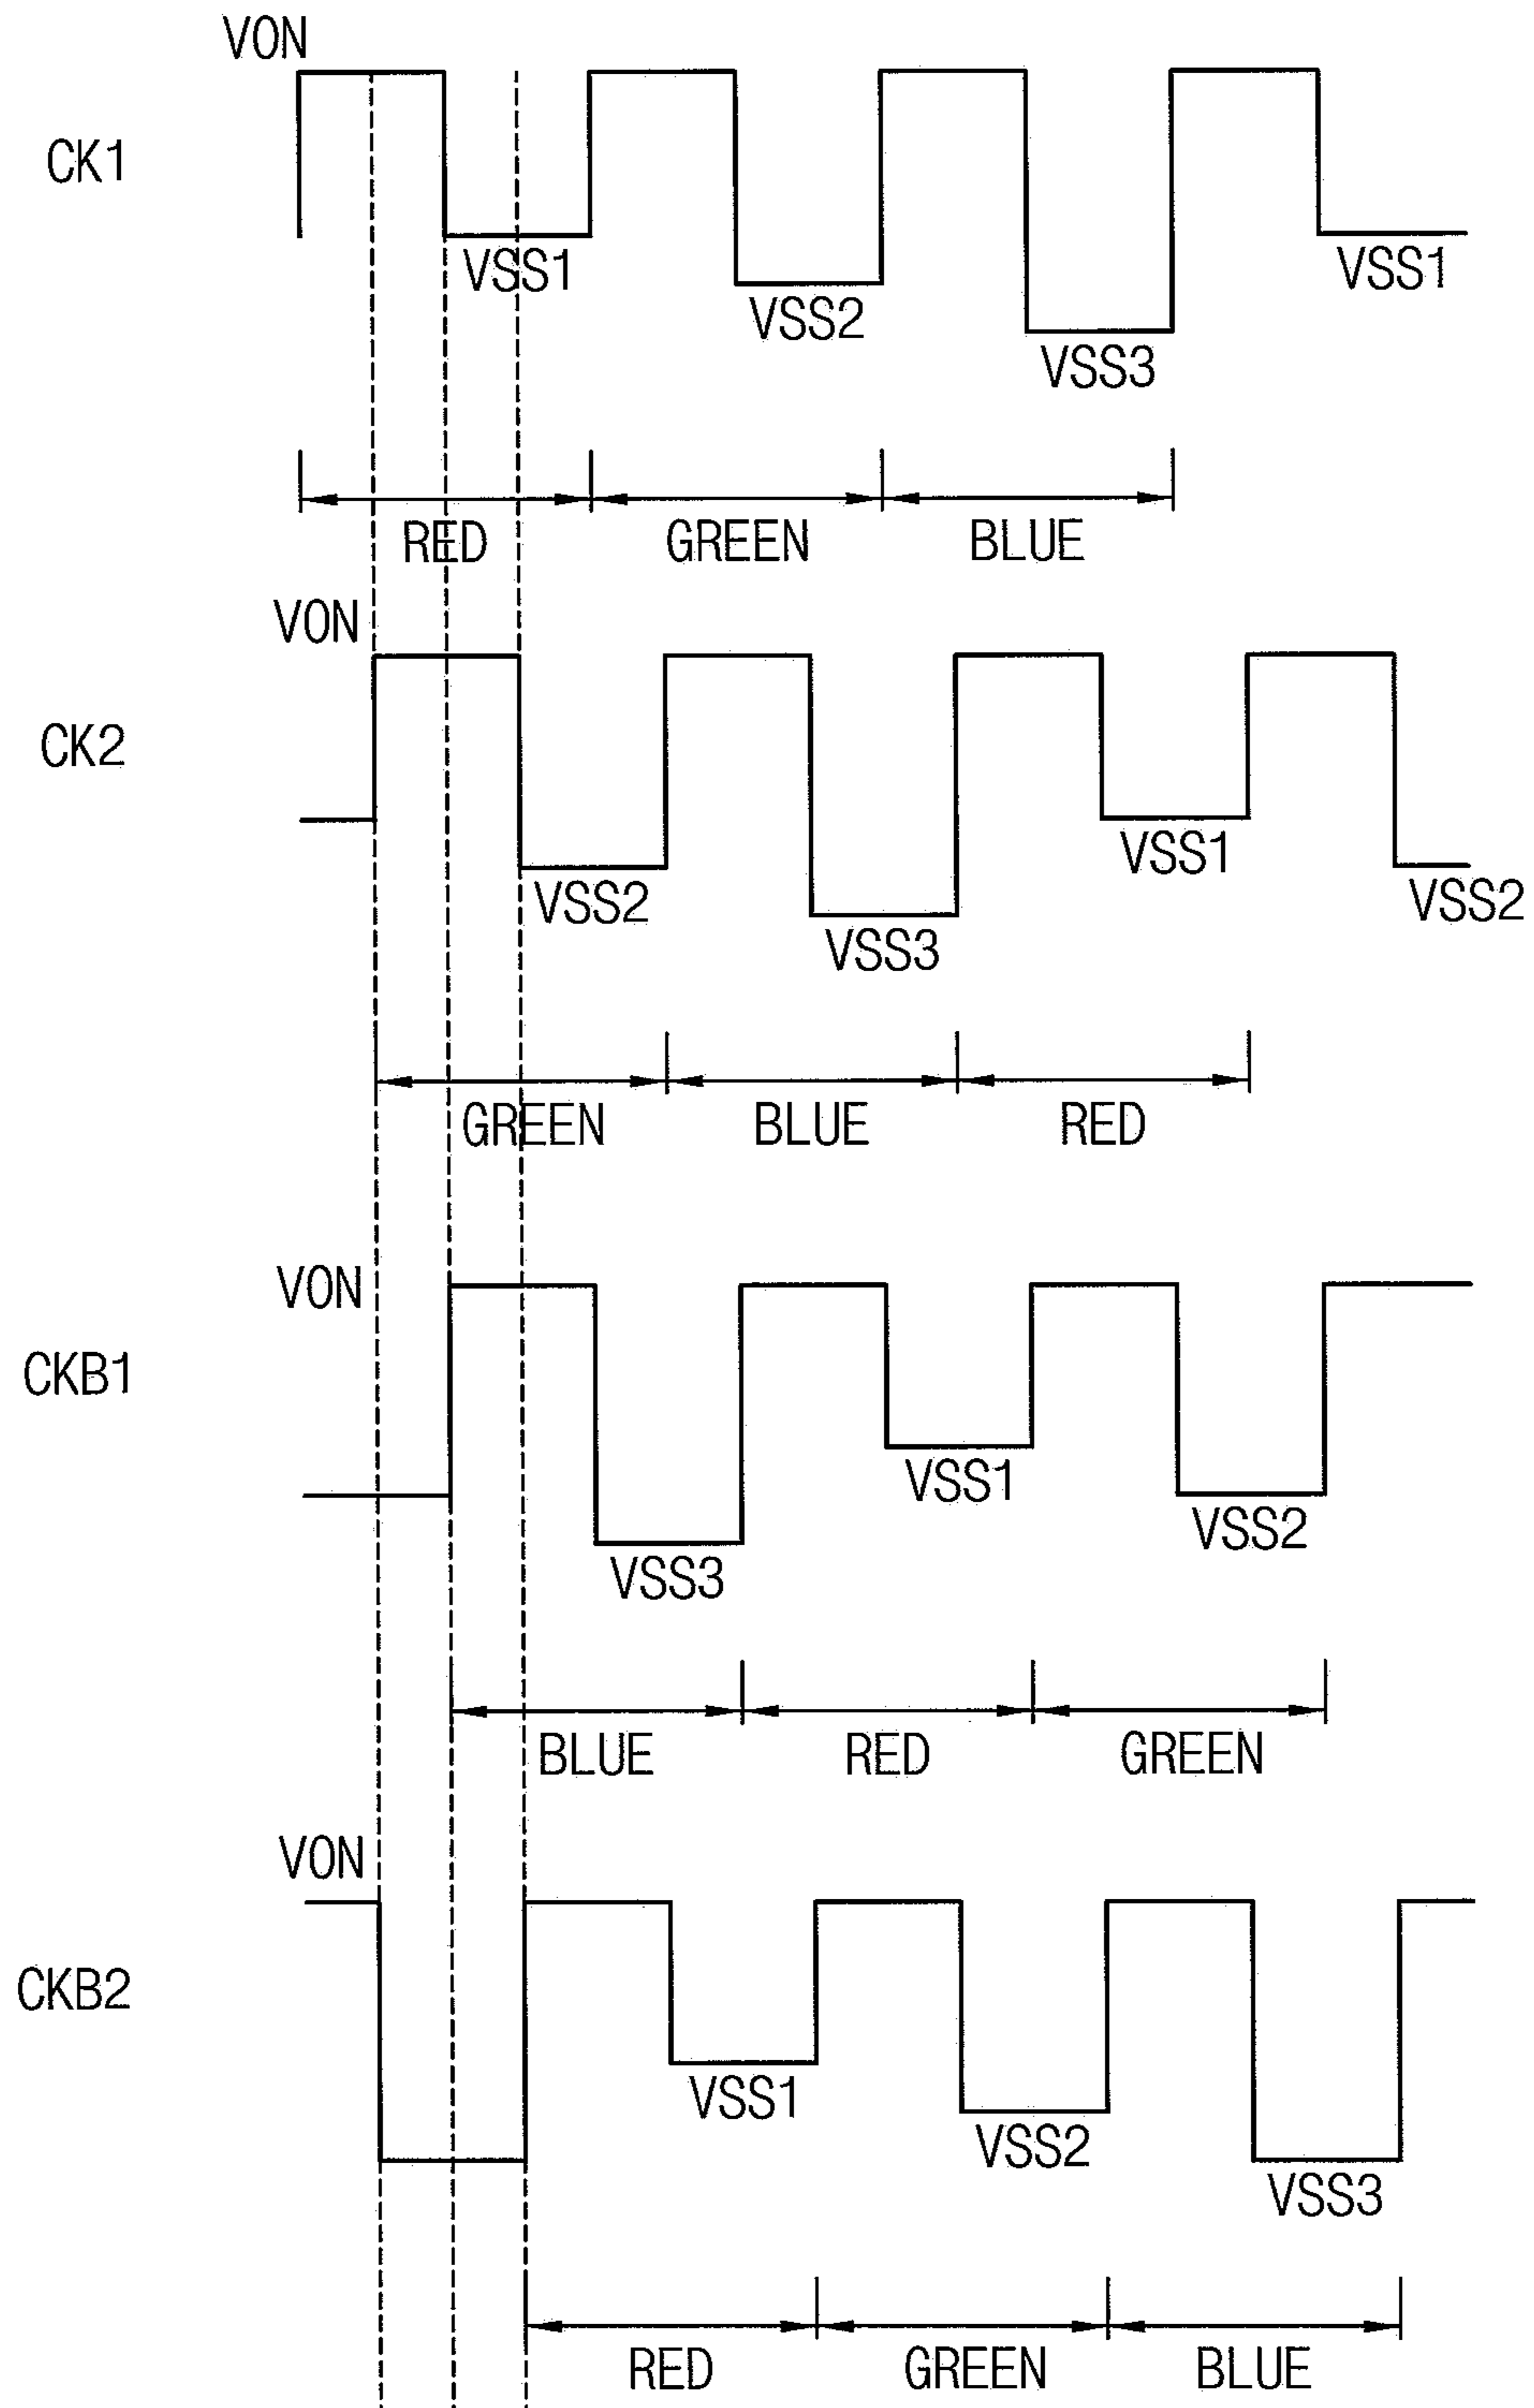 VON
CK1
VSS1
VSS1
VSS2
VSS3
RED
GREEN
BLUE
VON
CK2
VSS1
VSS2
VSS2
VSS3
GREEN
BLUE
RED
VON
CKB1
VSS1
VSS2
VSS3
BLUE
RED
GREEN
VON
CKB2
VSS1
VSS2
VSS3
RED
GREEN
BLUE